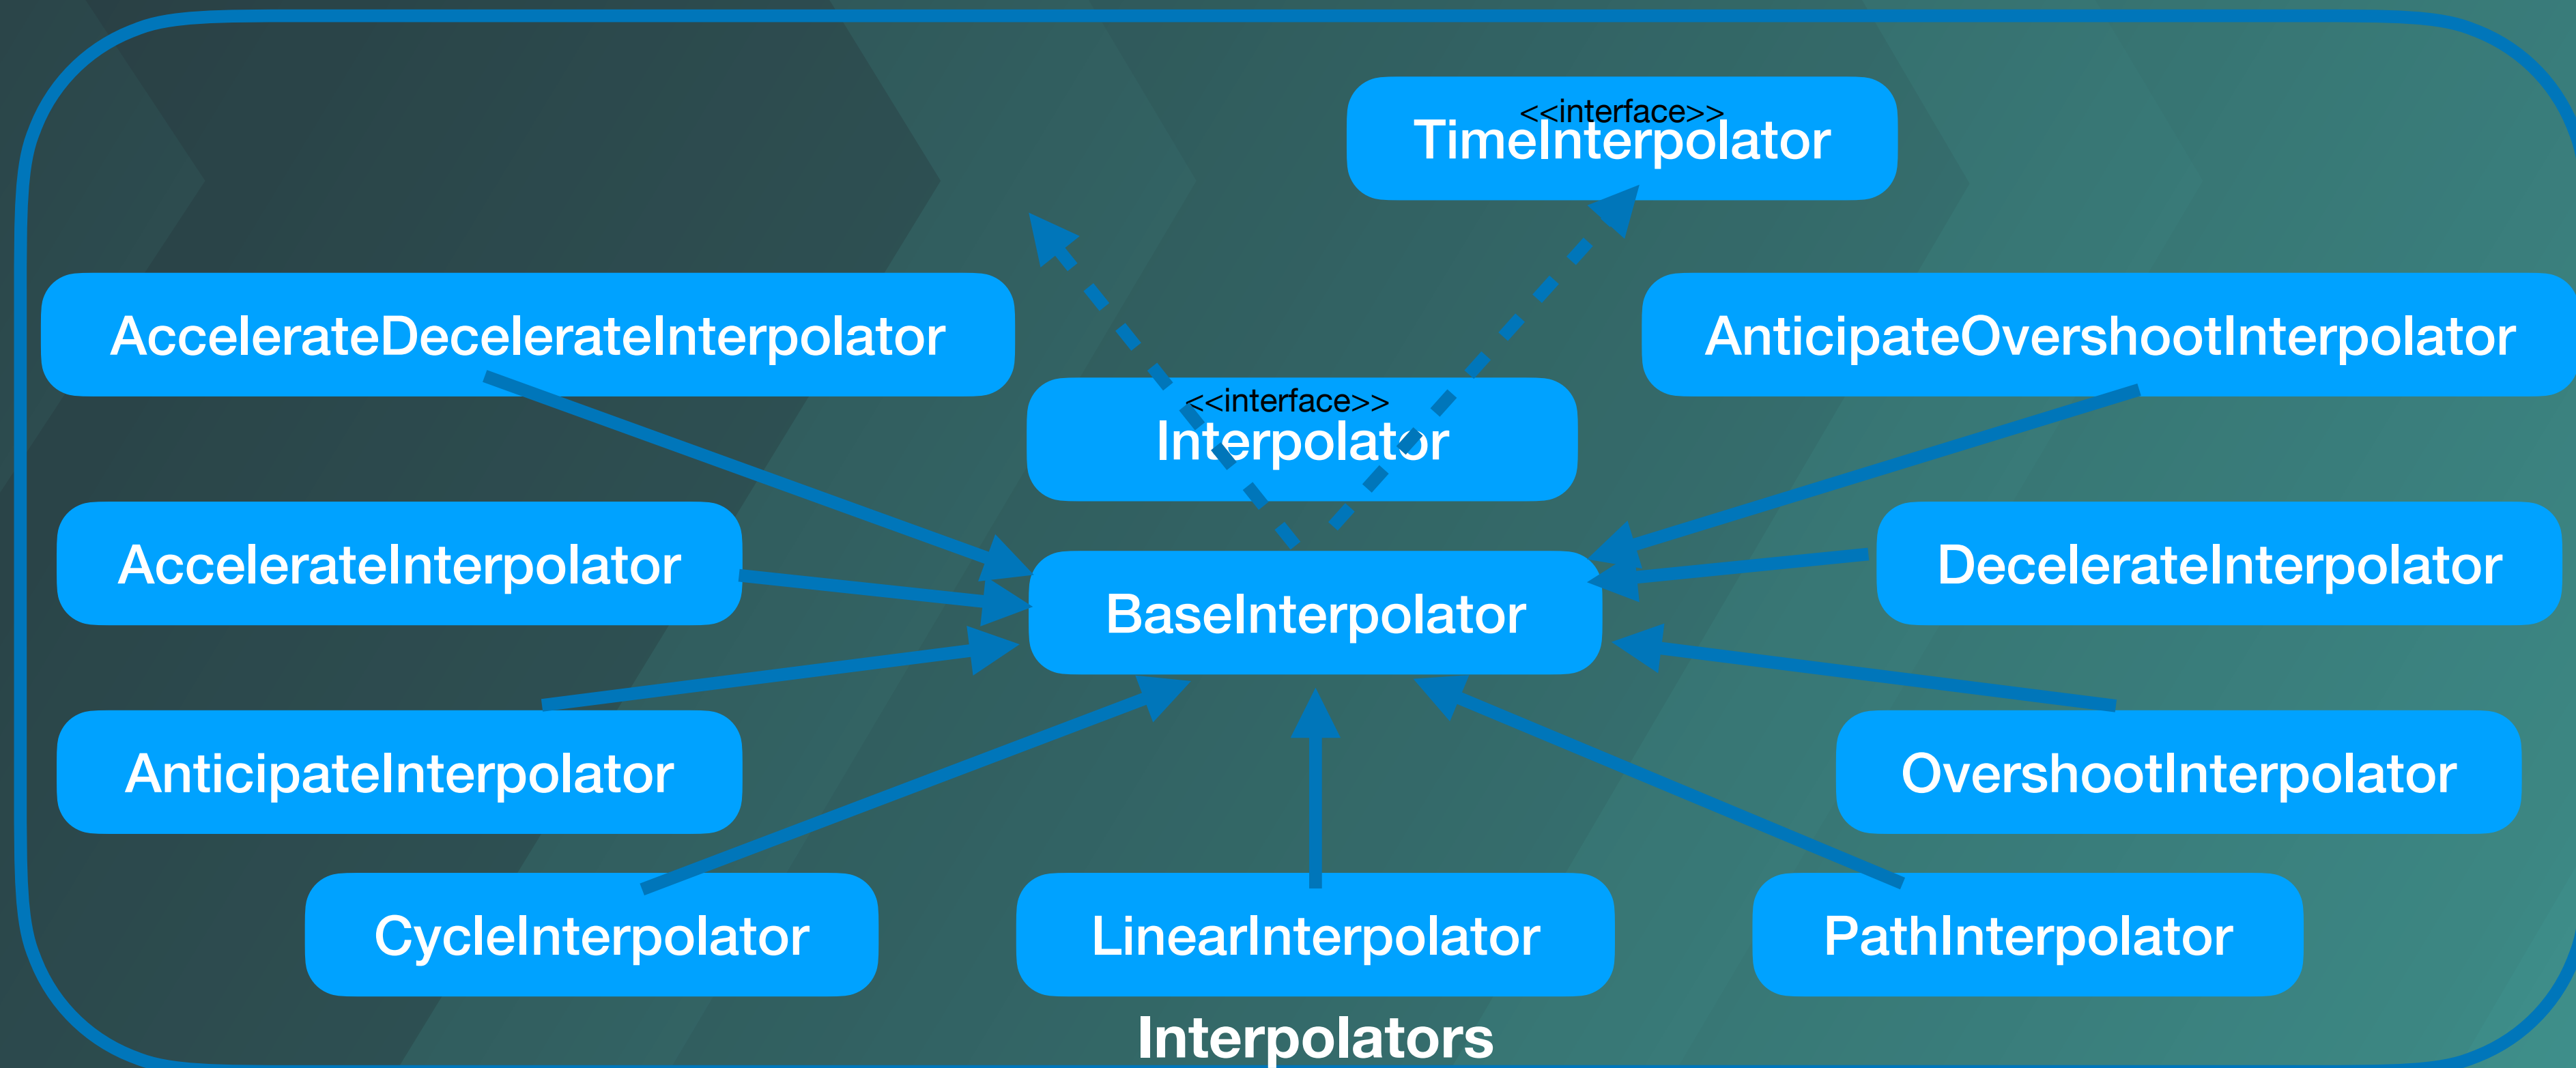 <<interface>>
TimeInterpolator
AccelerateDecelerateInterpolator
AnticipateOvershootInterpolator
<<interface>>
Interpolator
AccelerateInterpolator
DecelerateInterpolator
BaseInterpolator
AnticipateInterpolator
OvershootInterpolator
CycleInterpolator
LinearInterpolator
PathInterpolator
Interpolators